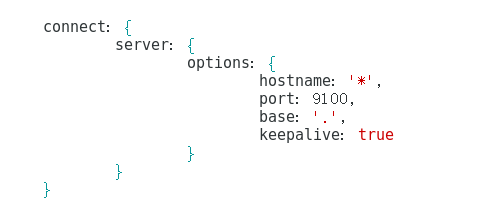 connect: {
        server: {
                options: {
                        hostname: '*',
                        port: 9100,
                        base: '.',
                        keepalive: true
                }
        }
}